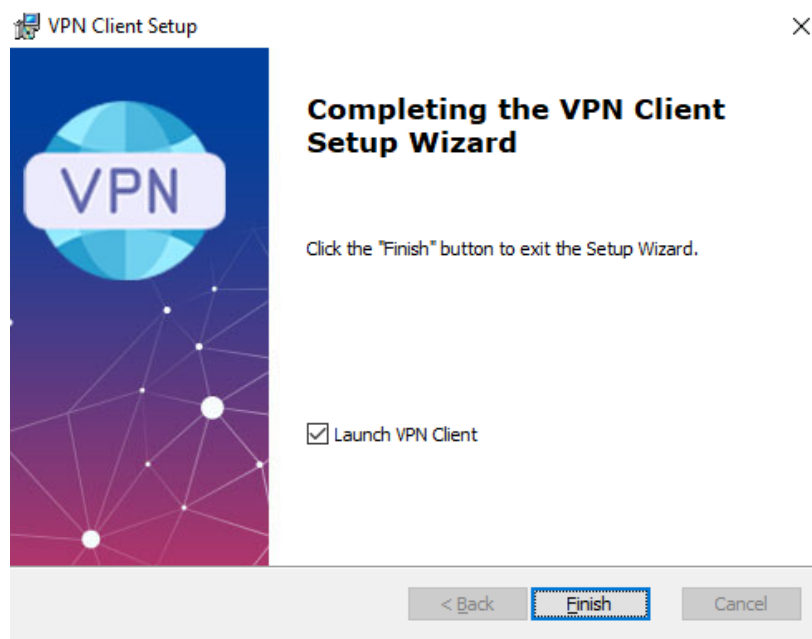 VPN Client Setup
VPN
Completing the VPN Client
Setup Wizard
Click the "Finish" button to exit the Setup Wizard.
Launch VPN Client
< Back
Finish
Cancel